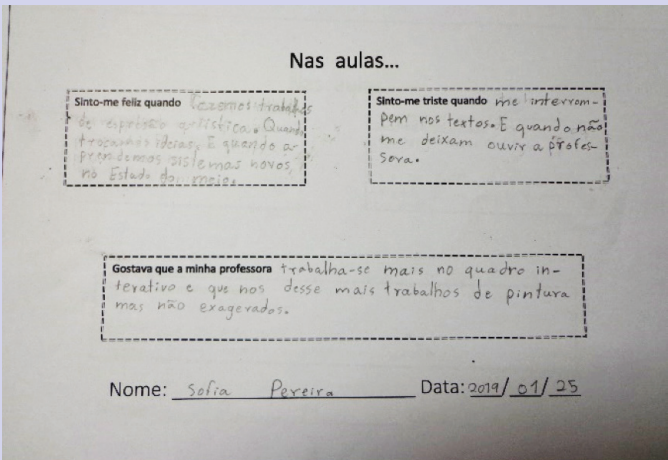 Nas aulas...
Sinto-me feliz quando fazemos trabalhos
de expressão artística. Quando
trocamos ideias. E quando a-
prendemos sistemas novos
no Estudo do meio.
Sinto-me triste quando me interrom-
pem nos textos. E quando não
me deixam ouvir a profes-
sora.
Gostava que a minha professora trabalha-se mais no quadro in-
terativo e que nos desse mais trabalhos de pintura
mas não exagerados.
Nome: Sofia Pereira Data: 2019/01/25